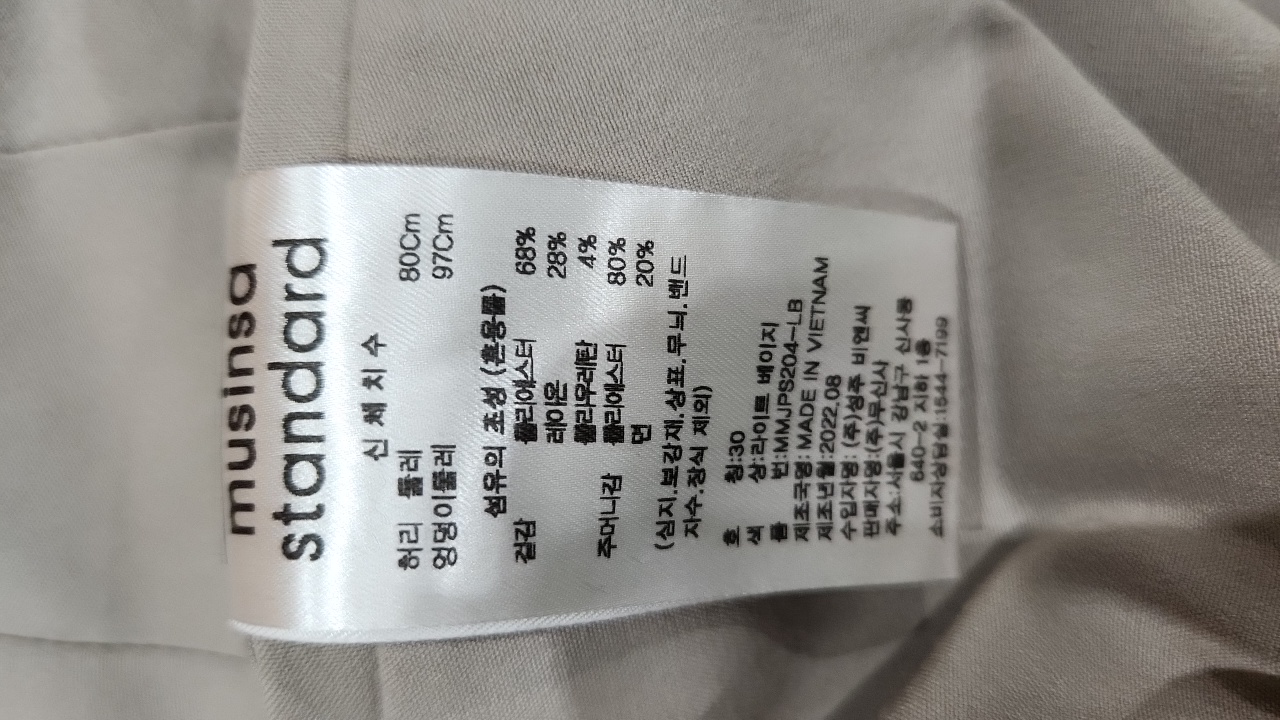 musinsa
standard
신 체 치 수
허리 둘레 80Cm
엉덩이둘레 97Cm
섬유의 조성 (혼용률)
겉감 폴리에스터 68%
레이온 28%
폴리우레탄 4%
주머니감 폴리에스터 80%
면 20%
(심지.보강재.상표.무늬.밴드
자수.장식 제외)
호 칭:30
색 상:라이트 베이지
품 번:MMJPS204-LB
제조국명: MADE IN VIETNAM
제조년월:2022.08
수입자명: (주)성주 비앤씨
판매자명:(주)무신사
주소:서울시 강남구 신사동
640-2 지하 1층
소비자상담실:1544-7199